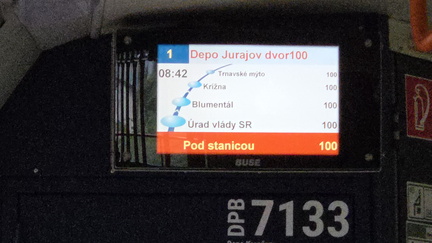 1 Depo Jurajov dvor100
08:42 Trnavské mýto 100
Krížna 100
Blumentál 100
Úrad vlády SR 100
Pod stanicou 100
BUSE
DPB 7133